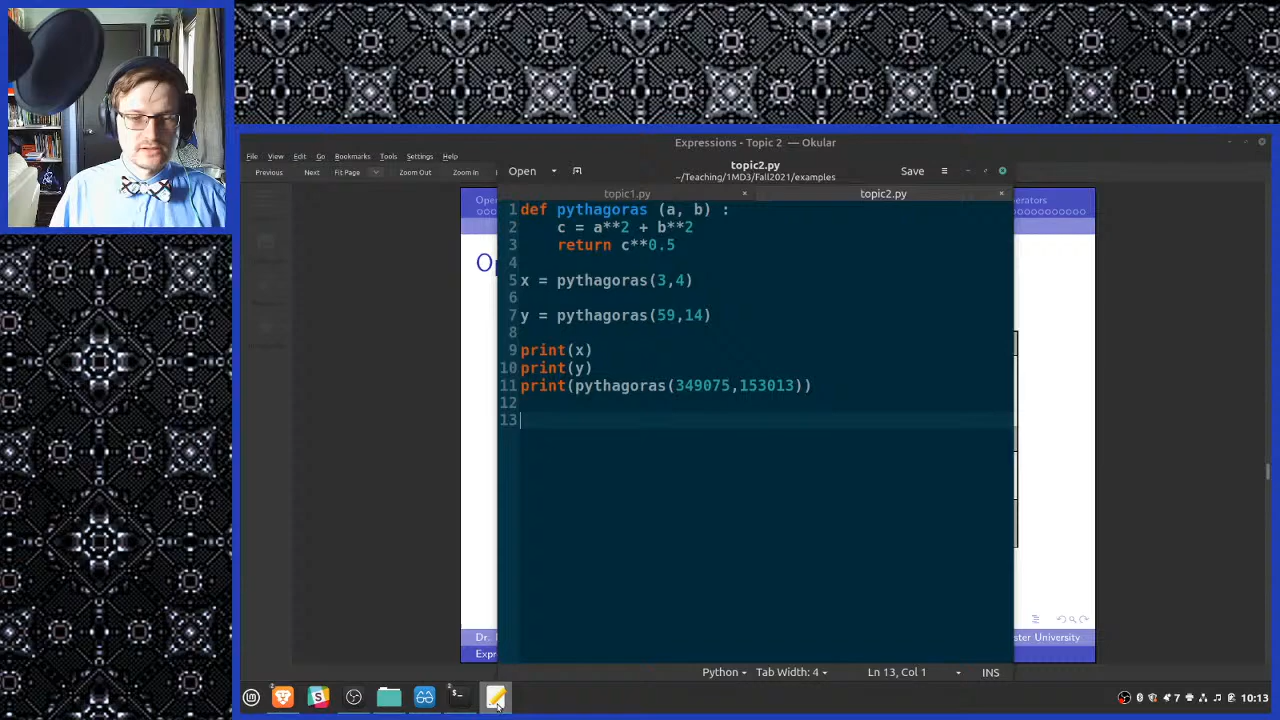 Expressions - Topic 2 — Okular
File View Go Edit Bookmarks Tools Settings Help
Previous Next Fit Page Zoom Out Zoom In
Open
topic2.py
~/Teaching/1MD3/Fall2021/examples
Save
topic1.py
topic2.py
1 def pythagoras (a, b) :
2 c = a**2 + b**2
3 return c**0.5
4
5 x = pythagoras(3,4)
6
7 y = pythagoras(59,14)
8
9 print(x)
10 print(y)
11 print(pythagoras(349075,153013))
12
13
Dr.
Expre
Python
Tab Width: 4
Ln 13, Col 1
INS
7
10:13